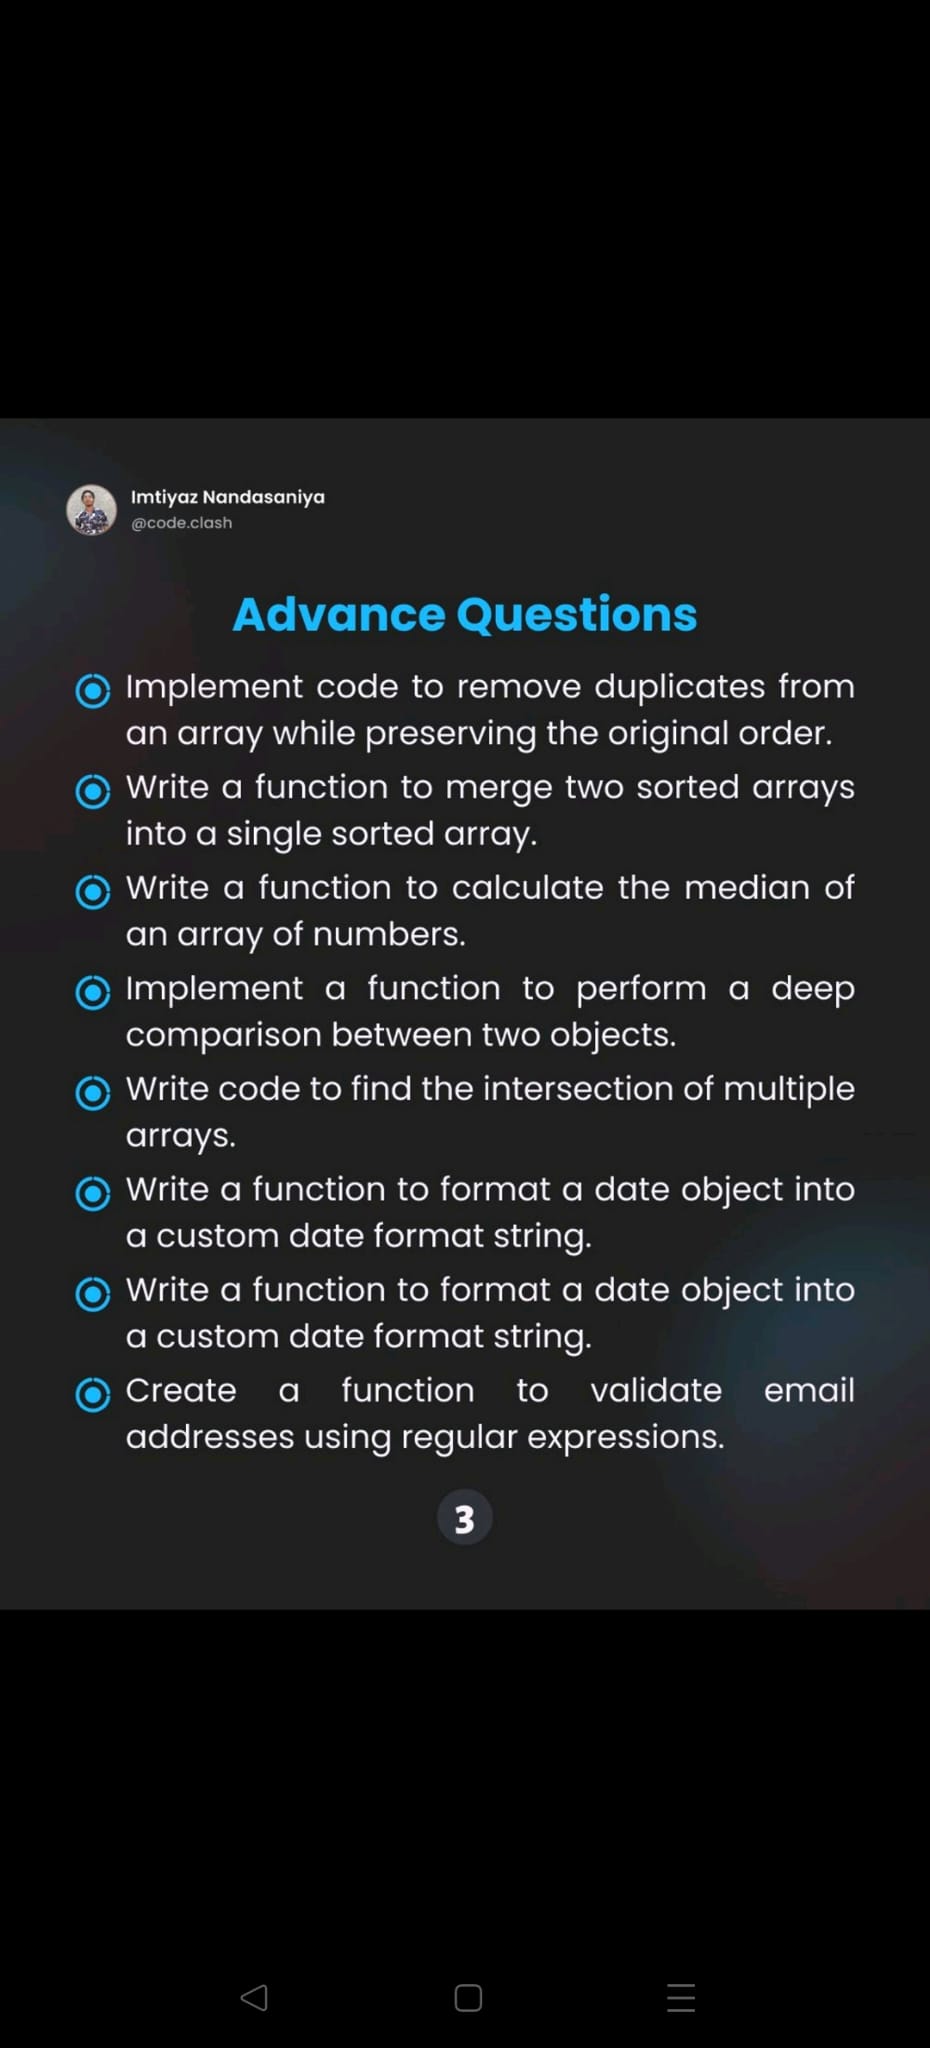 Imtiyaz Nandasaniya
@code.clash
Advance Questions
Implement code to remove duplicates from
an array while preserving the original order.
Write a function to merge two sorted arrays
into a single sorted array.
Write a function to calculate the median of
an array of numbers.
Implement a function to perform a deep
comparison between two objects.
Write code to find the intersection of multiple
arrays.
Write a function to format a date object into
a custom date format string.
Write a function to format a date object into
a custom date format string.
Create a function to validate email
addresses using regular expressions.
3